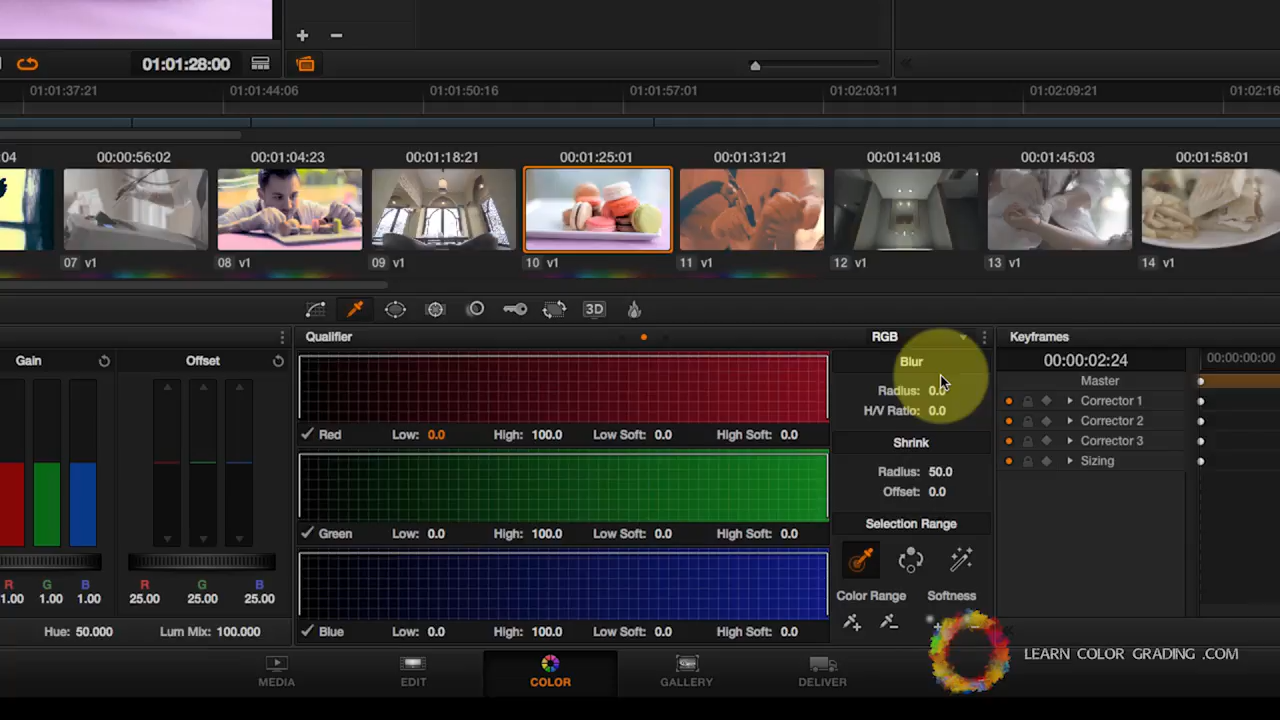 + −
01:01:28:00
01:01:37:21 01:01:44:06 01:01:50:16 01:01:57:01 01:02:03:11 01:02:09:21 01:02:16
:04 00:00:56:02 00:01:04:23 00:01:18:21 00:01:25:01 00:01:31:21 00:01:41:08 00:01:45:03 00:01:58:01
07 v1 08 v1 09 v1 10 v1 11 v1 12 v1 13 v1 14 v1
3D
Qualifier RGB Keyframes
Gain Offset Blur 00:00:02:24 00:00:00:00
Master
Radius: 0.0 Corrector 1
H/V Ratio: 0.0
Corrector 2
Red Low: 0.0 High: 100.0 Low Soft: 0.0 High Soft: 0.0
Shrink Corrector 3
Sizing
Radius: 50.0
Offset: 0.0
Green Low: 0.0 High: 100.0 Low Soft: 0.0 High Soft: 0.0
Selection Range
R G B R G B
1.00 1.00 1.00 25.00 25.00 25.00
Color Range Softness
Hue: 50.000 Lum Mix: 100.000 Blue Low: 0.0 High: 100.0 Low Soft: 0.0 High Soft: 0.0
LEARN COLOR GRADING .COM
MEDIA EDIT COLOR GALLERY DELIVER